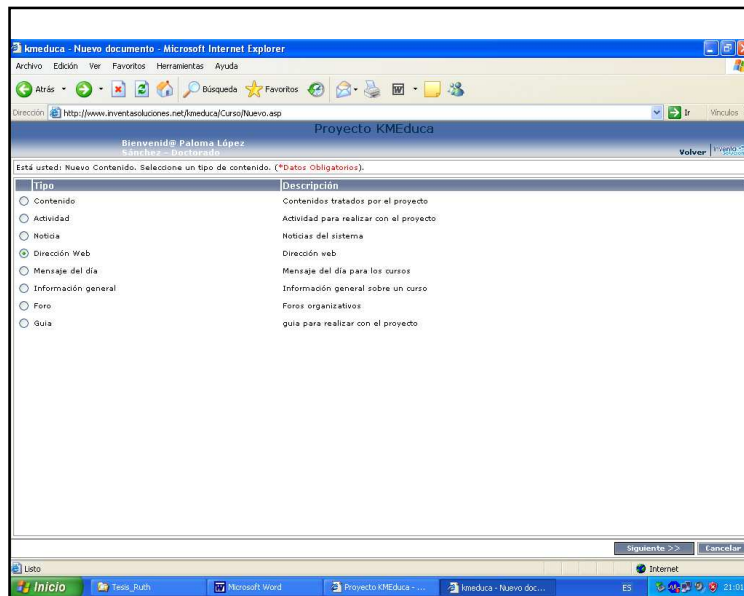 kmeduca - Nuevo documento - Microsoft Internet Explorer
Archivo Edición Ver Favoritos Herramientas Ayuda
Atrás Búsqueda Favoritos
Dirección http://www.inventasoluciones.net/kmeduca/Curso/Nuevo.asp Ir Vínculos
Proyecto KMEduca
Bienvenid@ Paloma López
Sánchez - Doctorado
Volver
Está usted: Nuevo Contenido. Seleccione un tipo de contenido. (*Datos Obligatorios).
Tipo Descripción
Contenido Contenidos tratados por el proyecto
Actividad Actividad para realizar con el proyecto
Noticia Noticias del sistema
Dirección Web Dirección web
Mensaje del día Mensaje del día para los cursos
Información general Información general sobre un curso
Foro Foros organizativos
Guia guia para realizar con el proyecto
Siguiente >> Cancelar
Listo Internet
Inicio Tesis_Ruth Microsoft Word Proyecto KMEduca - ... kmeduca - Nuevo doc... ES 21:01